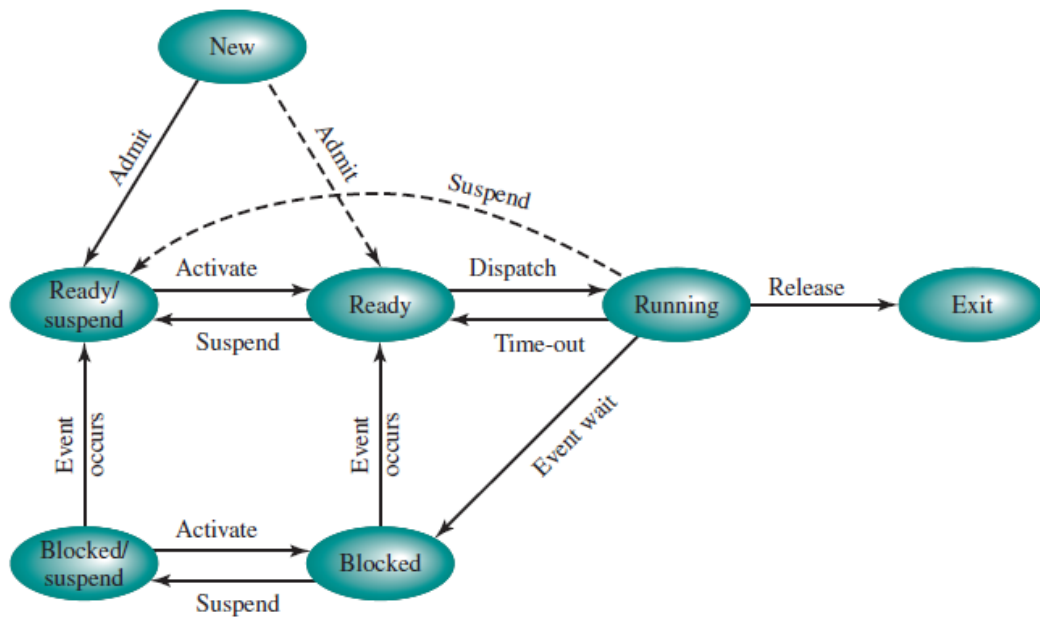 New
Admit
Admit
Suspend
Activate
Dispatch
Release
Ready/
suspend
Ready
Running
Exit
Suspend
Time-out
Event
occurs
Event
occurs
Event wait
Activate
Blocked/
suspend
Blocked
Suspend